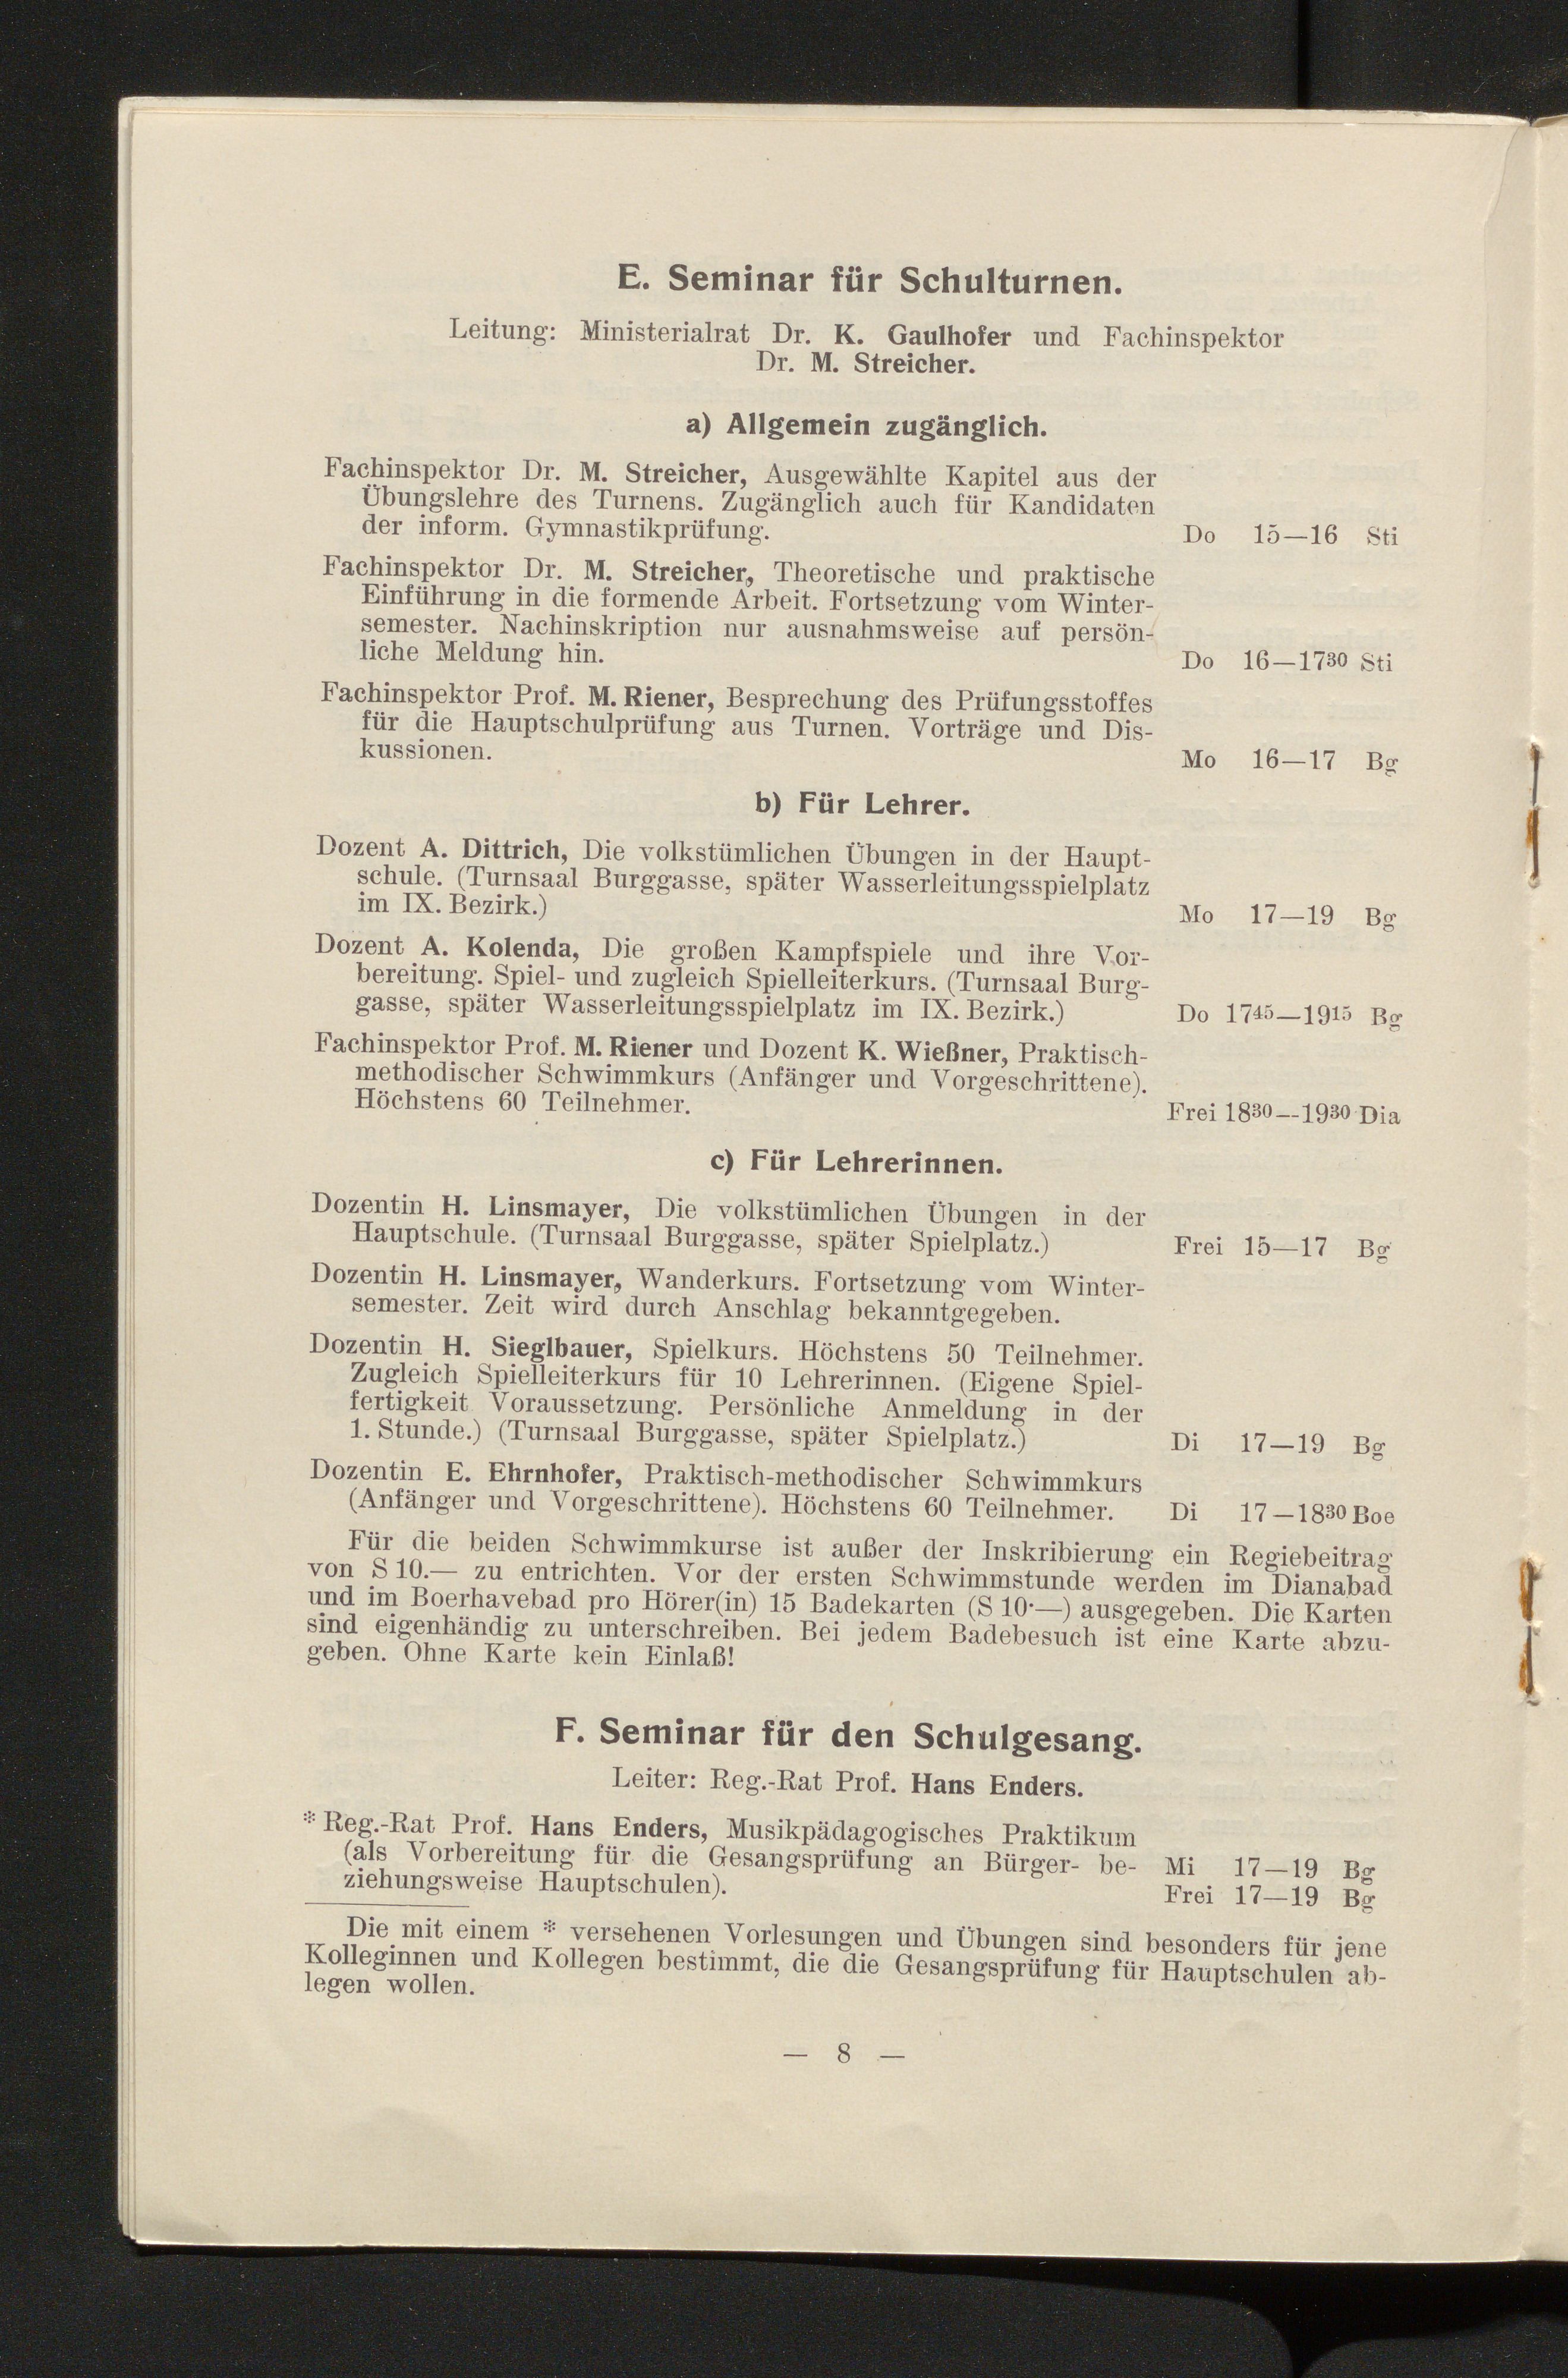 E. Seminar für Schulturnen.
Leitung: Ministerialrat Dr. K. Gaulhofer und Fachinspektor
Dr. M. Streicher.
a) Allgemein zugänglich.
Fachinspektor Dr. M. Streicher, Ausgewählte Kapitel aus der
Übungslehre des Turnens. Zugänglich auch für Kandidaten
der inform. Gymnastikprüfung. Do 15—16 Sti
Fachinspektor Dr. M. Streicher, Theoretische und praktische
Einführung in die formende Arbeit. Fortsetzung vom Winter-
semester. Nachinskription nur ausnahmsweise auf persön-
liche Meldung hin. Do 16—17³⁰ Sti
Fachinspektor Prof. M. Riener, Besprechung des Prüfungsstoffes
für die Hauptschulprüfung aus Turnen. Vorträge und Dis-
kussionen. Mo 16—17 Bg
b) Für Lehrer.
Dozent A. Dittrich, Die volkstümlichen Übungen in der Haupt-
schule. (Turnsaal Burggasse, später Wasserleitungsspielplatz
im IX. Bezirk.) Mo 17—19 Bg
Dozent A. Kolenda, Die großen Kampfspiele und ihre Vor-
bereitung. Spiel- und zugleich Spielleiterkurs. (Turnsaal Burg-
gasse, später Wasserleitungsspielplatz im IX. Bezirk.) Do 17⁴⁵—19¹⁵ Bg
Fachinspektor Prof. M. Riener und Dozent K. Wießner, Praktisch-
methodischer Schwimmkurs (Anfänger und Vorgeschrittene).
Höchstens 60 Teilnehmer. Frei 18³⁰—19³⁰ Dia
c) Für Lehrerinnen.
Dozentin H. Linsmayer, Die volkstümlichen Übungen in der
Hauptschule. (Turnsaal Burggasse, später Spielplatz.) Frei 15—17 Bg
Dozentin H. Linsmayer, Wanderkurs. Fortsetzung vom Winter-
semester. Zeit wird durch Anschlag bekanntgegeben.
Dozentin H. Sieglbauer, Spielkurs. Höchstens 50 Teilnehmer.
Zugleich Spielleiterkurs für 10 Lehrerinnen. (Eigene Spiel-
fertigkeit Voraussetzung. Persönliche Anmeldung in der
1. Stunde.) (Turnsaal Burggasse, später Spielplatz.) Di 17—19 Bg
Dozentin E. Ehrnhofer, Praktisch-methodischer Schwimmkurs
(Anfänger und Vorgeschrittene). Höchstens 60 Teilnehmer. Di 17—18³⁰ Boe
Für die beiden Schwimmkurse ist außer der Inskribierung ein Regiebeitrag
von S 10.— zu entrichten. Vor der ersten Schwimmstunde werden im Dianabad
und im Boerhavebad pro Hörer(in) 15 Badekarten (S 10·—) ausgegeben. Die Karten
sind eigenhändig zu unterschreiben. Bei jedem Badebesuch ist eine Karte abzu-
geben. Ohne Karte kein Einlaß!
F. Seminar für den Schulgesang.
Leiter: Reg.-Rat Prof. Hans Enders.
* Reg.-Rat Prof. Hans Enders, Musikpädagogisches Praktikum
(als Vorbereitung für die Gesangsprüfung an Bürger- be- Mi 17—19 Bg
ziehungsweise Hauptschulen). Frei 17—19 Bg
Die mit einem * versehenen Vorlesungen und Übungen sind besonders für jene
Kolleginnen und Kollegen bestimmt, die die Gesangsprüfung für Hauptschulen ab-
legen wollen.
— 8 —